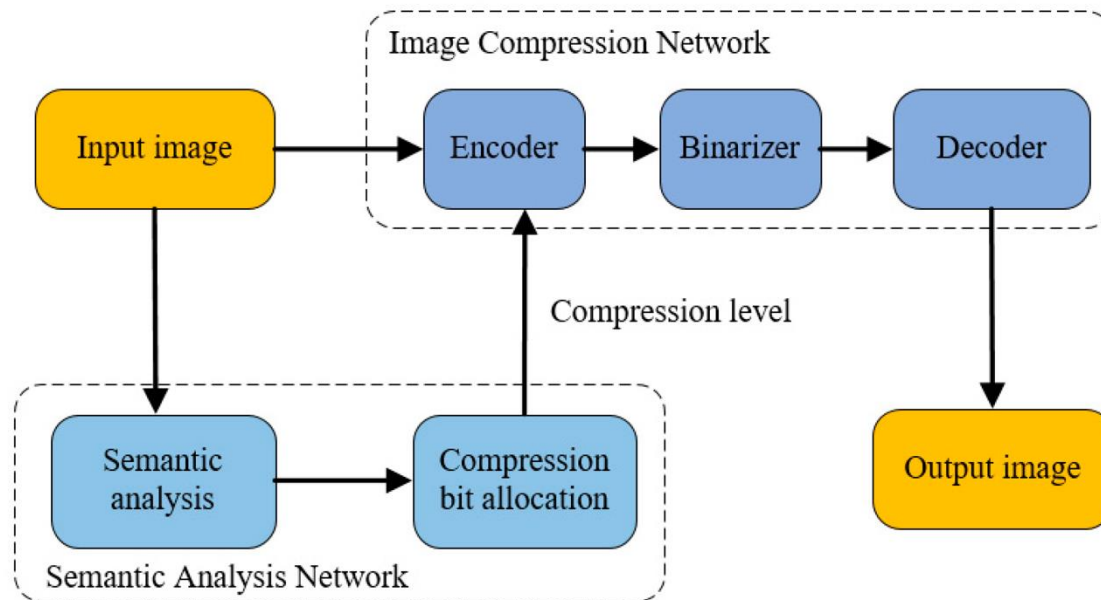 Image Compression Network
Input image
Encoder
Binarizer
Decoder
Compression level
Semantic
analysis
Compression
bit allocation
Output image
Semantic Analysis Network